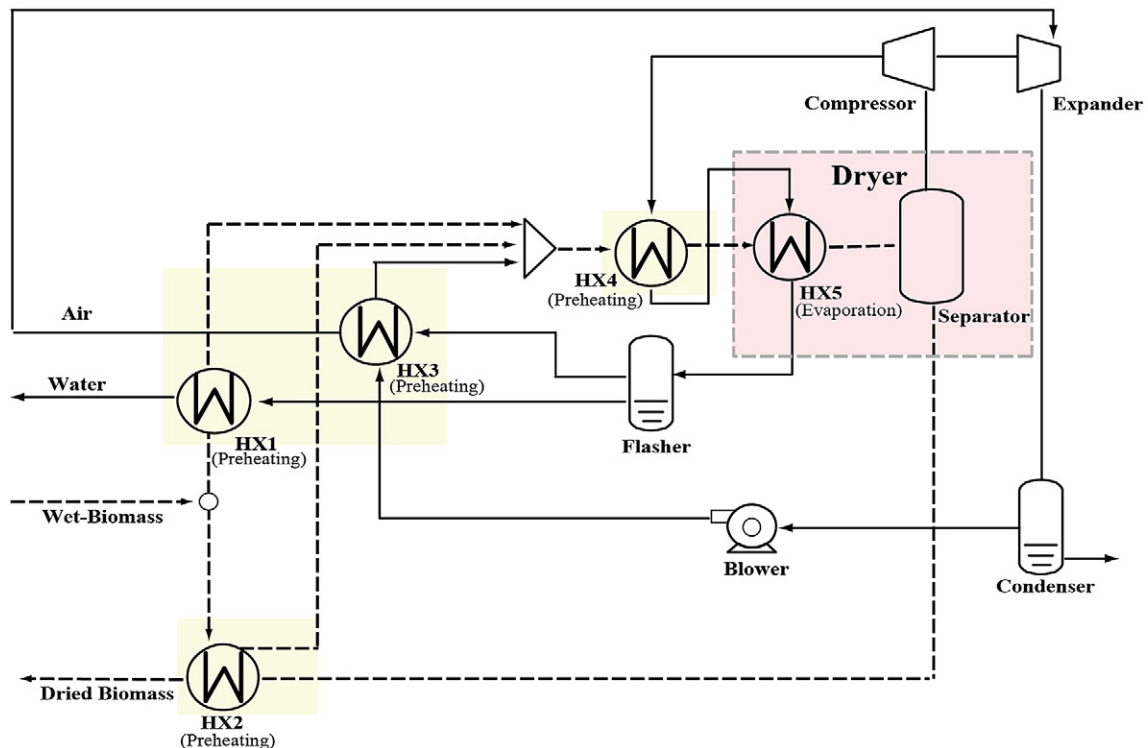 Compressor
Expander
Dryer
HX4
(Preheating)
HX5
(Evaporation)
Separator
Air
HX3
(Preheating)
Water
HX1
(Preheating)
Flasher
Wet-Biomass
Blower
Condenser
Dried Biomass
HX2
(Preheating)